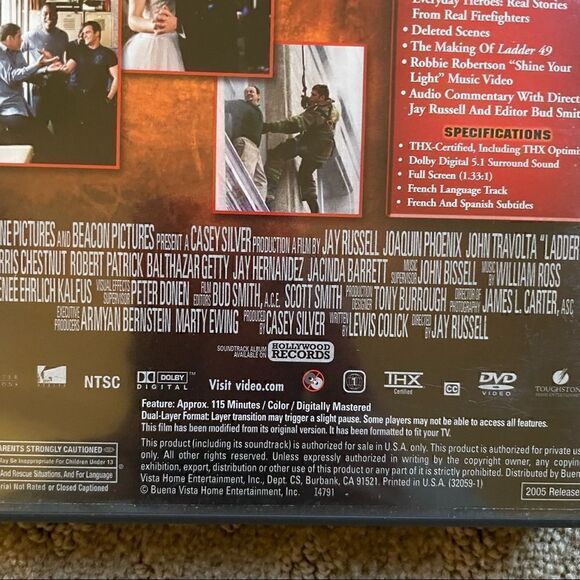 Everyday Heroes: Real Stories
From Real Firefighters
• Deleted Scenes
• The Making Of Ladder 49
• Robbie Robertson "Shine Your
Light" Music Video
• Audio Commentary With
Jay Russell And Editor Bud
SPECIFICATIONS
• THX-Certified, Including THX
• Dolby Digital 5.1 Surround Sound
• Full Screen (1.33:1)
• French Language Track
• French And Spanish Subtitles
PICTURES AND BEACON PICTURES PRESENT A CASEY SILVER PRODUCTION A FILM BY JAY RUSSELL JOAQUIN PHOENIX JOHN TRAVOLTA "LADDER
CHESTNUT ROBERT PATRICK BALTHAZAR GETTY JAY HERNANDEZ JACINDA BARRETT MUSIC SUPERVISOR JOHN BISSELL MUSIC BY WILLIAM ROSS
EHRLICH KALFUS VISUAL EFFECTS SUPERVISOR PETER DONEN FILM EDITORS BUD SMITH, A.C.E. SCOTT SMITH PRODUCTION DESIGNER TONY BURROUGH DIRECTOR OF PHOTOGRAPHY JAMES L. CARTER, ASC
EXECUTIVE PRODUCERS ARMYAN BERNSTEIN MARTY EWING PRODUCED BY CASEY SILVER WRITTEN BY LEWIS COLICK DIRECTED BY JAY RUSSELL
SOUNDTRACK ALBUM AVAILABLE ON HOLLYWOOD RECORDS
NTSC DOLBY DIGITAL Visit video.com THX CERTIFIED CC DVD VIDEO
Feature: Approx. 115 Minutes / Color / Digitally Mastered
Dual-Layer Format: Layer transition may trigger a slight pause. Some players may not be able to access all features.
This film has been modified from its original version. It has been formatted to fit your TV.
PARENTS STRONGLY CAUTIONED
May Be Inappropriate For Children Under 13
And Rescue Situations, And For Language
Material Not Rated or Closed Captioned
This product (including its soundtrack) is authorized for sale in U.S.A. only. This product is authorized for private
only. All other rights reserved. Unless expressly authorized in writing by the copyright owner, any
exhibition, export, distribution or other use of this product or any part of it is strictly prohibited. Distributed by
Vista Home Entertainment, Inc., Dept. CS, Burbank, CA 91521. Printed in U.S.A. (32059-1)
© Buena Vista Home Entertainment, Inc. I4791
2005 Release